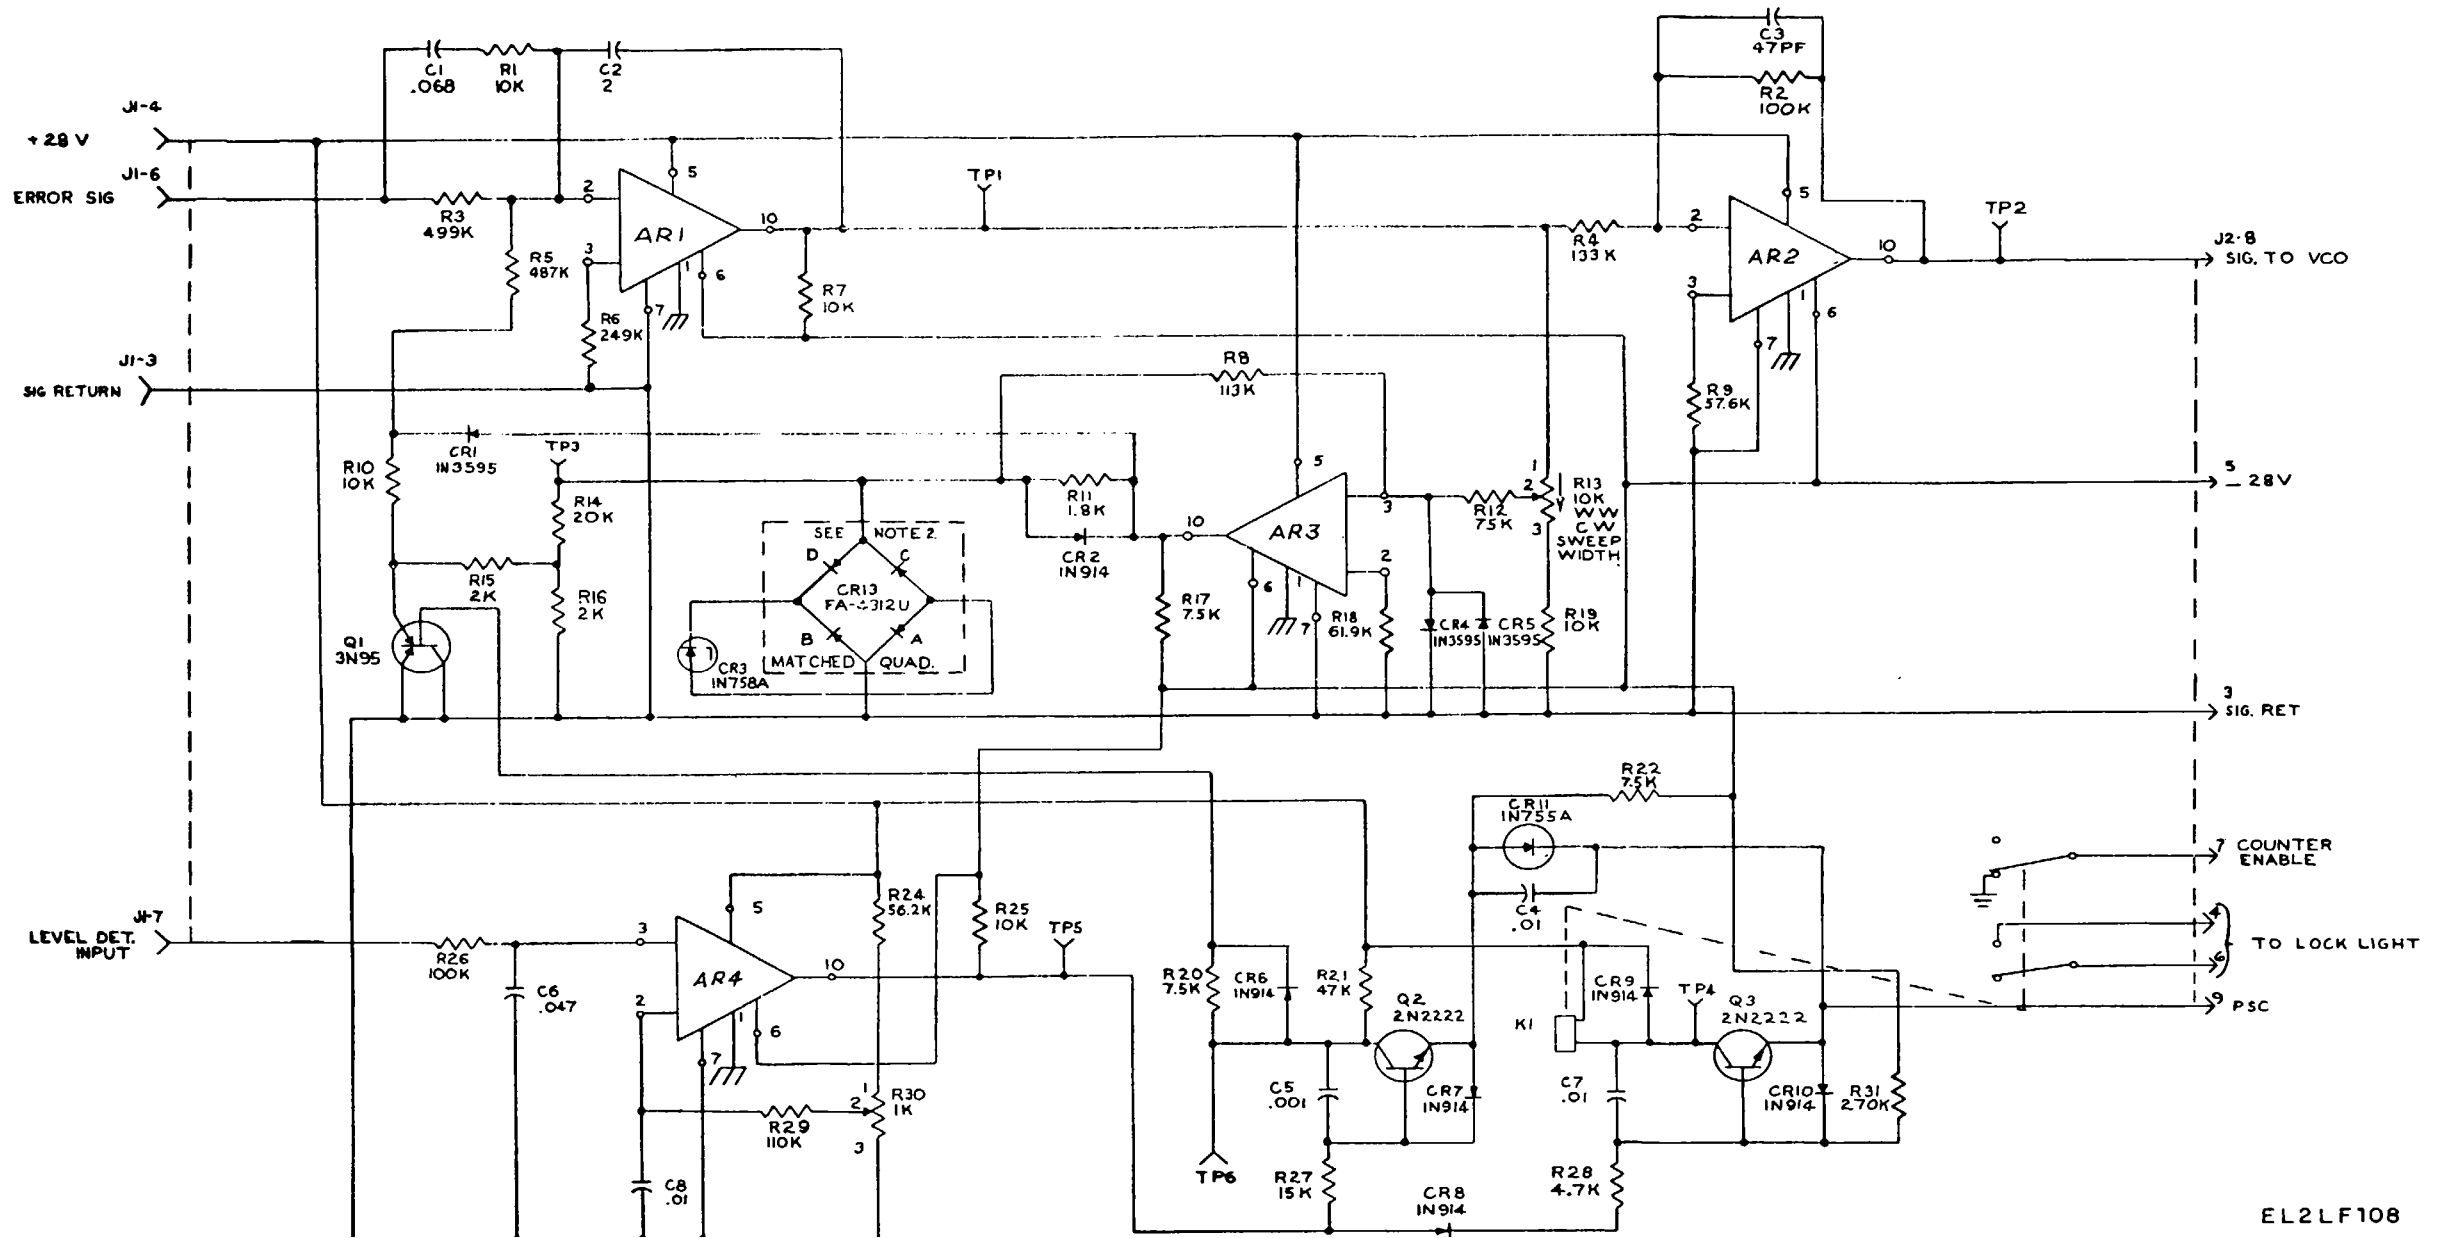 C1
.068
R1
10K
C2
2
C3
47PF
R2
100K
J1-4
+28V
J1-6
ERROR SIG
R3
499K
2
5
AR1
10
3
1
6
7
R5
487K
R6
249K
R7
10K
TP1
R4
133K
2
5
AR2
10
3
1
6
7
TP2
J2-8
SIG. TO VCO
J1-3
SIG RETURN
R8
113K
R9
57.6K
CR1
1N3595
TP3
R10
10K
R14
20K
R11
1.8K
CR2
1N914
10
5
AR3
3
2
6
1
7
R12
75K
1
2
3
R13
10K
WW
CW
SWEEP
WIDTH
5
- 28V
SEE NOTE 2
D
C
CR13
FA-4312U
B
A
MATCHED QUAD.
CR3
1N758A
R15
2K
R16
2K
Q1
3N95
R17
7.5K
R18
61.9K
CR4
1N3595
CR5
1N3595
R19
10K
3
SIG. RET
R22
7.5K
CR11
1N755A
C4
.01
7 COUNTER
ENABLE
4
6
TO LOCK LIGHT
9 PSC
J1-7
LEVEL DET.
INPUT
R26
100K
C6
.047
3
5
AR4
10
2
1
6
7
R24
56.2K
R25
10K
TP5
R20
7.5K
CR6
1N914
R21
47K
Q2
2N2222
K1
CR9
1N914
TP4
Q3
2N2222
C5
.001
CR7
1N914
C7
.01
CR10
1N914
R31
270K
1
2
3
R30
1K
R29
110K
C8
.01
TP6
R27
15K
CR8
1N914
R28
4.7K
EL2LF108